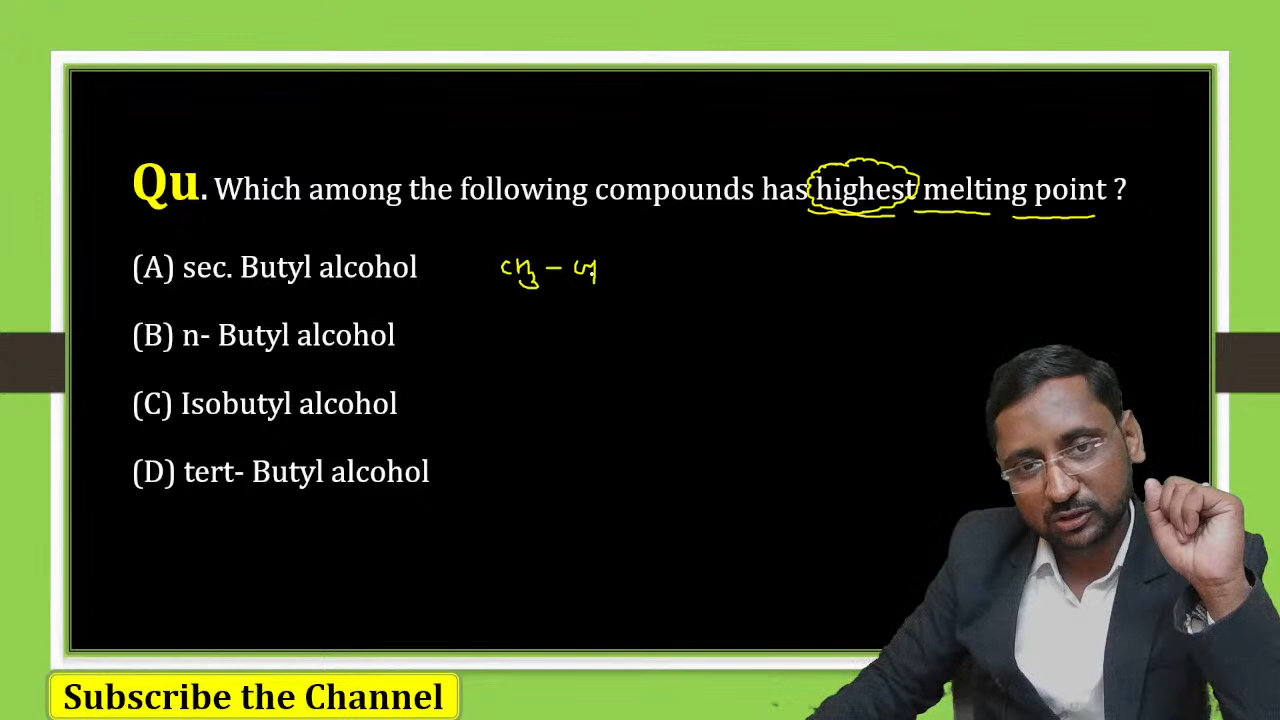 Qu. Which among the following compounds has highest melting point ?
(A) sec. Butyl alcohol CH3 -
(B) n- Butyl alcohol
(C) Isobutyl alcohol
(D) tert- Butyl alcohol
Subscribe the Channel